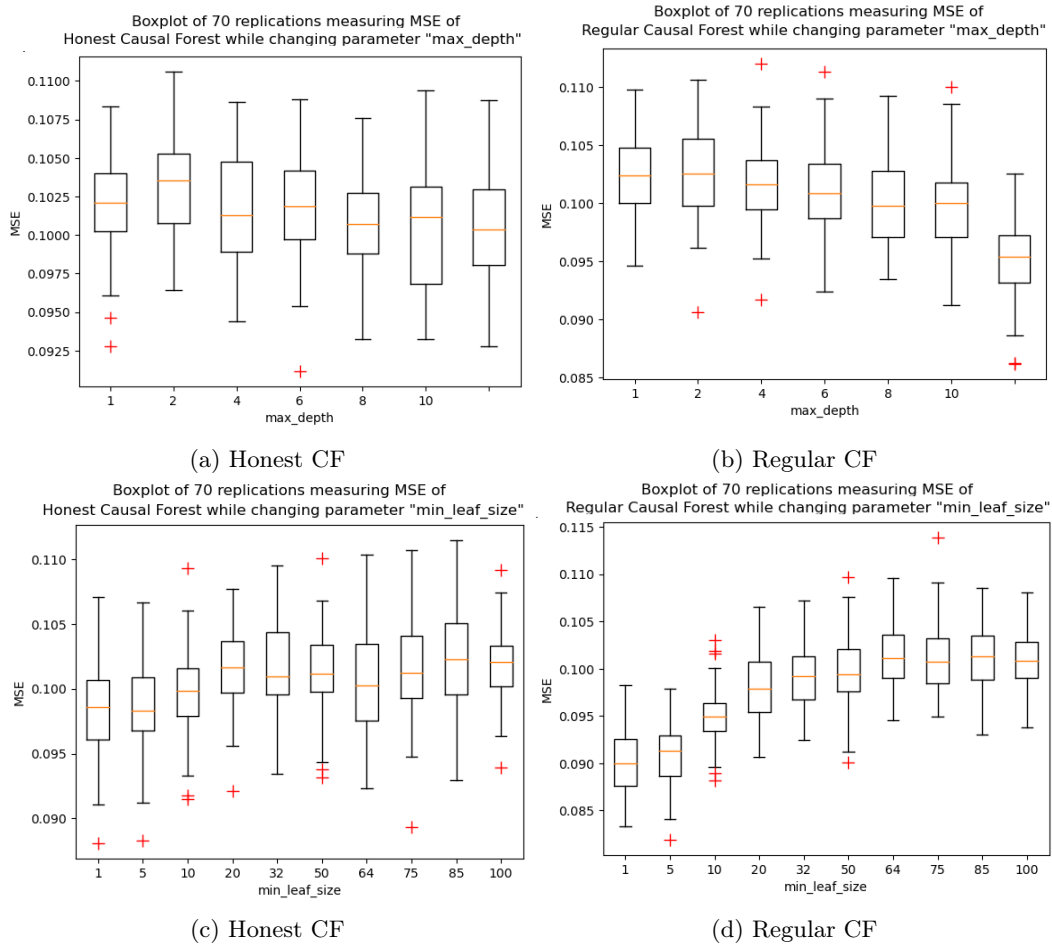 Boxplot of 70 replications measuring MSE of
Honest Causal Forest while changing parameter "max_depth"
0.1100
0.1075
0.1050
0.1025
0.1000
0.0975
0.0950
0.0925
MSE
1 2 4 6 8 10
max_depth
(a) Honest CF
Boxplot of 70 replications measuring MSE of
Regular Causal Forest while changing parameter "max_depth"
0.110
0.105
0.100
0.095
0.090
0.085
MSE
1 2 4 6 8 10
max_depth
(b) Regular CF
Boxplot of 70 replications measuring MSE of
Honest Causal Forest while changing parameter "min_leaf_size"
0.110
0.105
0.100
0.095
0.090
MSE
1 5 10 20 32 50 64 75 85 100
min_leaf_size
(c) Honest CF
Boxplot of 70 replications measuring MSE of
Regular Causal Forest while changing parameter "min_leaf_size"
0.115
0.110
0.105
0.100
0.095
0.090
0.085
MSE
1 5 10 20 32 50 64 75 85 100
min_leaf_size
(d) Regular CF